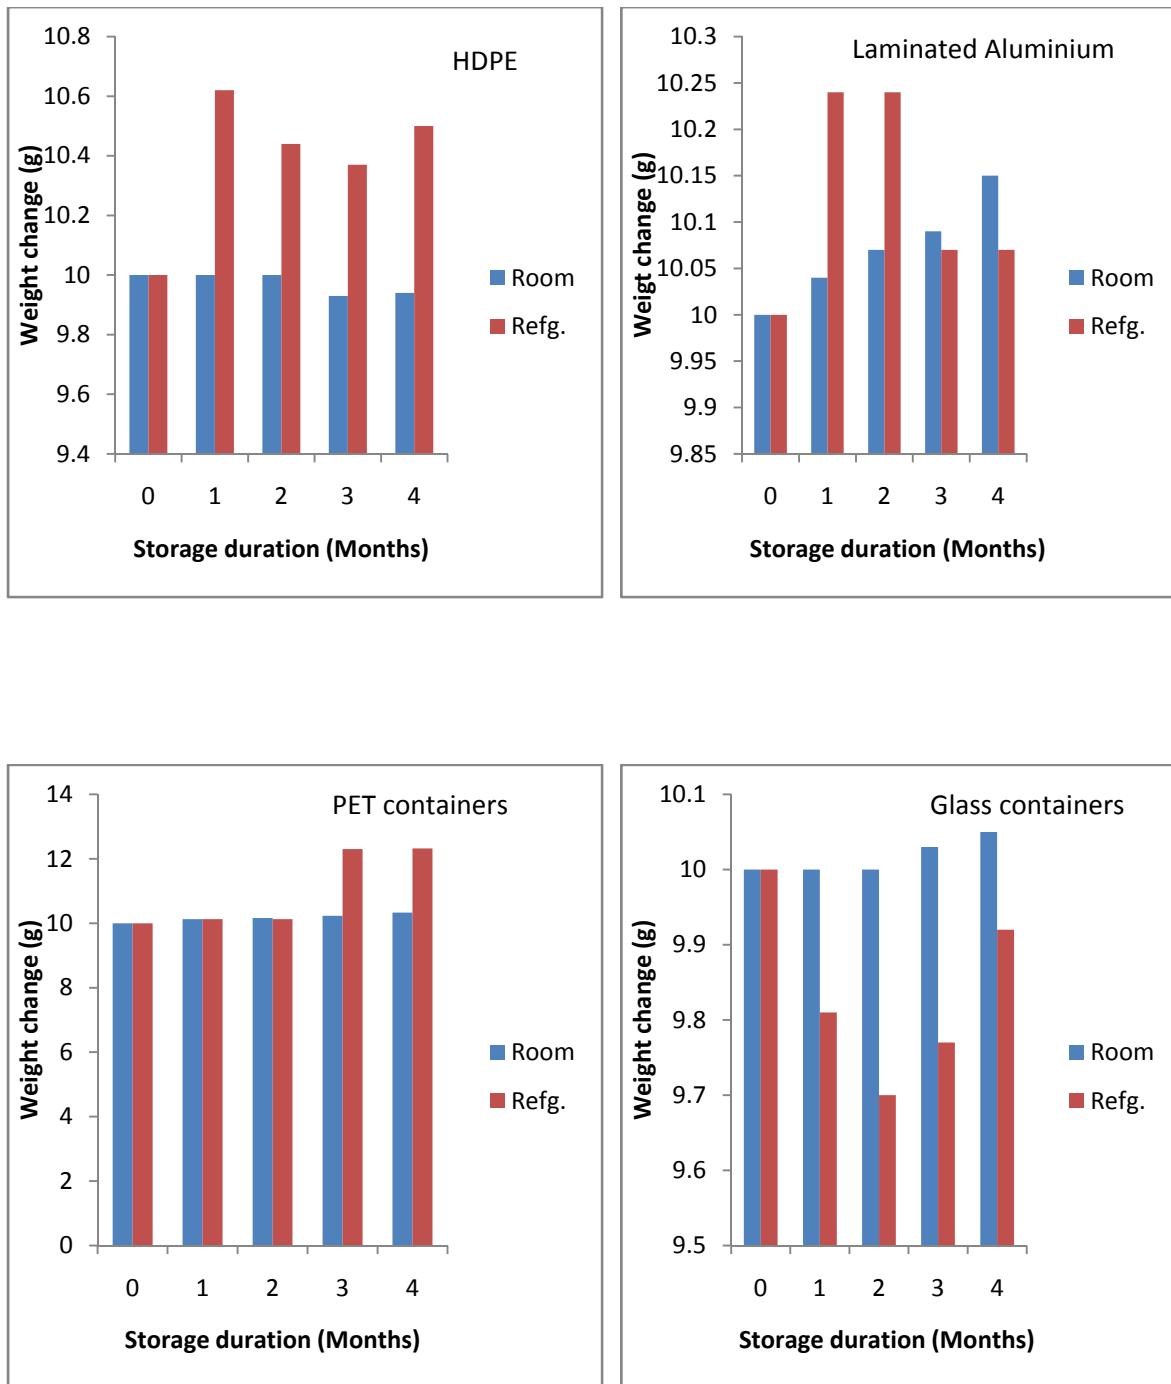 HDPE
10.8
10.6
10.4
10.2
10
9.8
9.6
9.4
Weight change (g)
0 1 2 3 4
Storage duration (Months)
Room
Refg.
Laminated Aluminium
10.3
10.25
10.2
10.15
10.1
10.05
10
9.95
9.9
9.85
Weigt change (g)
0 1 2 3 4
Storage duration (Months)
Room
Refg.
PET containers
14
12
10
8
6
4
2
0
Weight change (g)
0 1 2 3 4
Storage duration (Months)
Room
Refg.
Glass containers
10.1
10
9.9
9.8
9.7
9.6
9.5
Weight change (g)
0 1 2 3 4
Storage duration (Months)
Room
Refg.